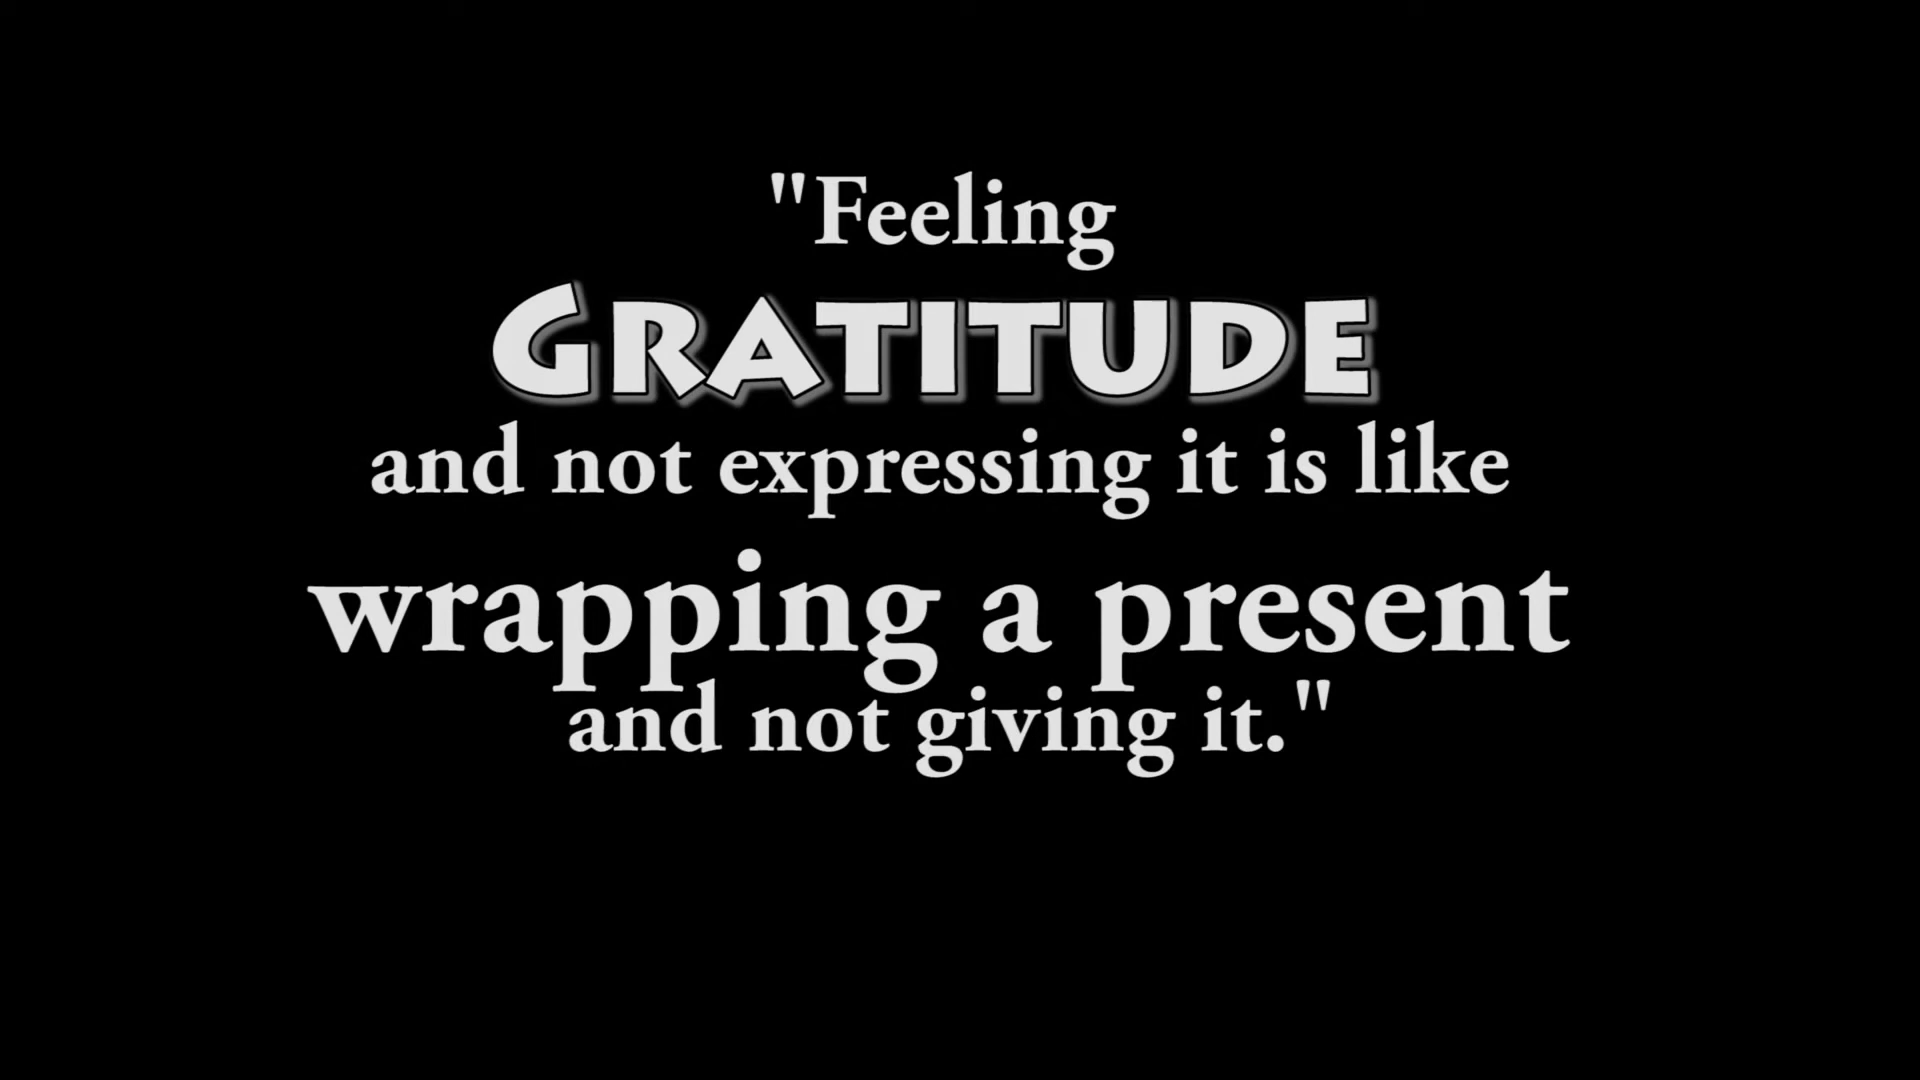 "Feeling
GRATITUDE
and not expressing it is like
wrapping a present
and not giving it."